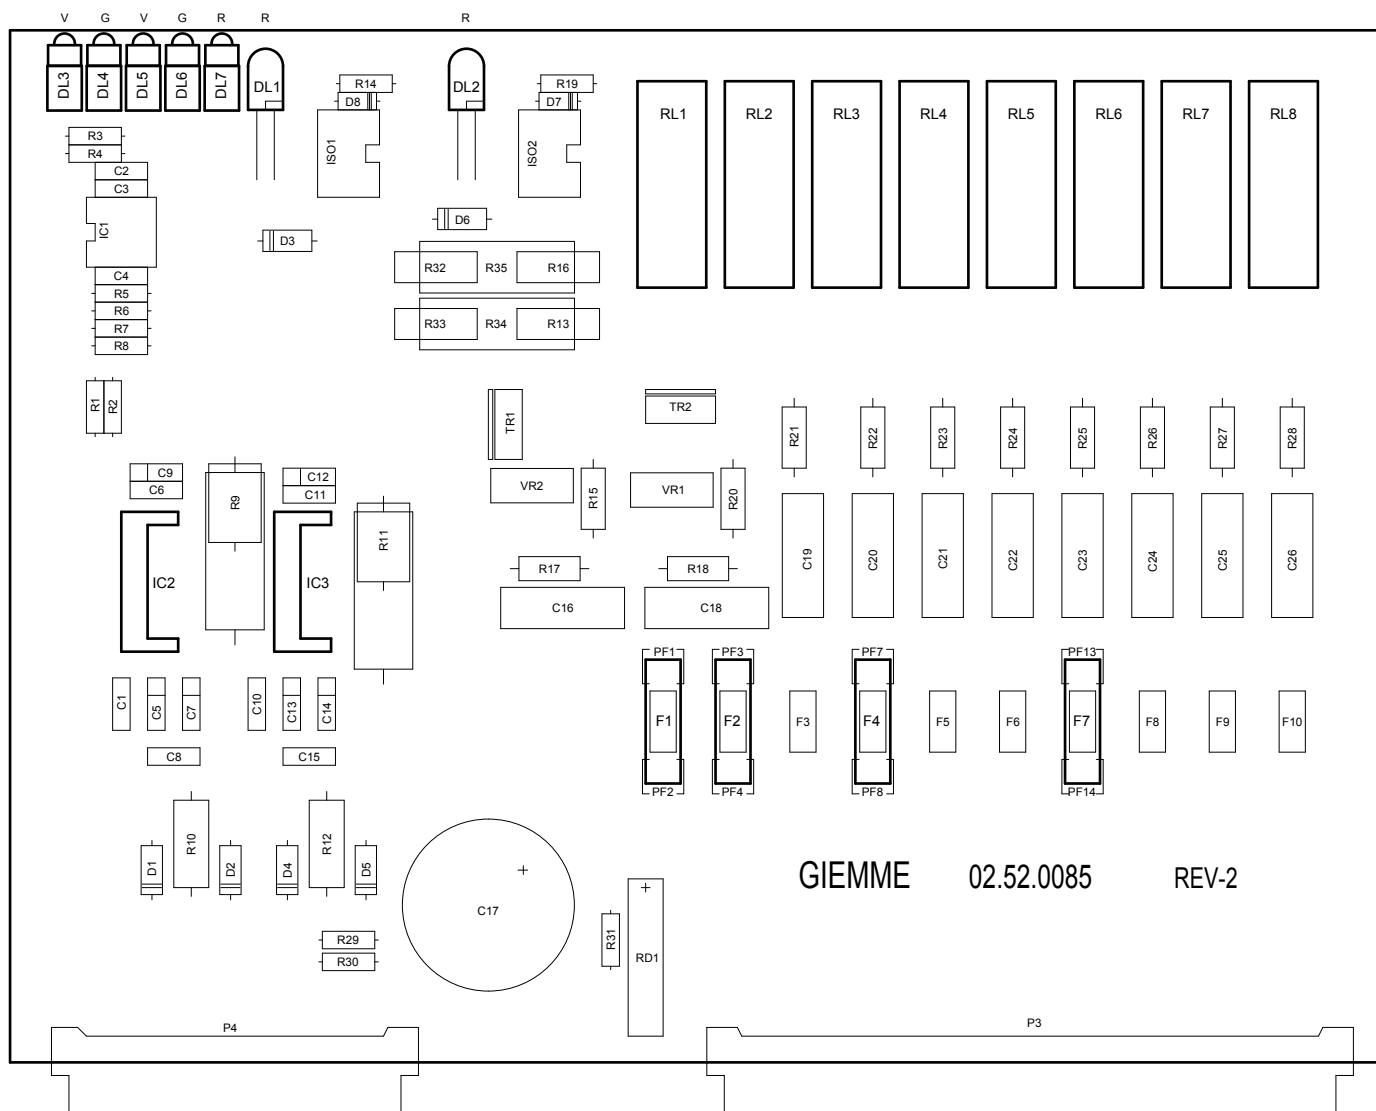 V G V G R R R
DL3 DL4 DL5 DL6 DL7 DL1 DL2
R14 R19
D8 D7
RL1 RL2 RL3 RL4 RL5 RL6 RL7 RL8
R3
R4
ISO1 ISO2
C2
C3
IC1
D6
D3
C4
R5
R6
R7
R8
R32 R35 R16
R33 R34 R13
R1 R2
TR1 TR2
R21 R22 R23 R24 R25 R26 R27 R28
C9 C12
C6 C11
R9 R11
VR2 R15 VR1 R20
IC2 IC3
R17 R18
C19 C20 C21 C22 C23 C24 C25 C26
C16 C18
PF1 PF3 PF7 PF13
C1 C5 C7 C10 C13 C14
F1 F2 F3 F4 F5 F6 F7 F8 F9 F10
C8 C15
PF2 PF4 PF8 PF14
R10 R12
D1 D2 D4 D5
+
C17
GIEMME 02.52.0085 REV-2
+
R29
R30
R31
RD1
P4 P3